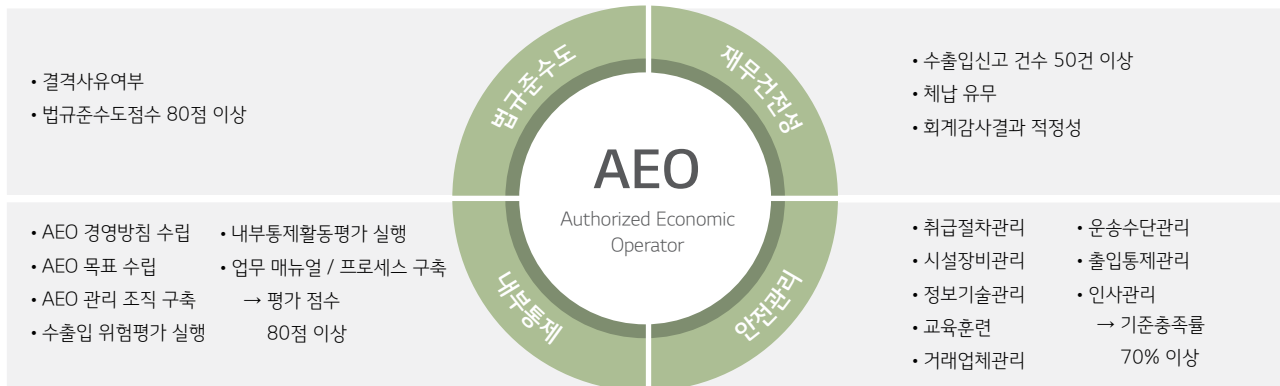 법규준수도
• 결격사유여부
• 법규준수도점수 80점 이상
재무건전성
• 수출입신고 건수 50건 이상
• 체납 유무
• 회계감사결과 적정성
AEO
Authorized Economic
Operator
내부통제
• AEO 경영방침 수립
• AEO 목표 수립
• AEO 관리 조직 구축
• 수출입 위험평가 실행
• 내부통제활동평가 실행
• 업무 매뉴얼 / 프로세스 구축
→ 평가 점수
80점 이상
안전관리
• 취급절차관리
• 시설장비관리
• 정보기술관리
• 교육훈련
• 거래업체관리
• 운송수단관리
• 출입통제관리
• 인사관리
→ 기준충족률
70% 이상